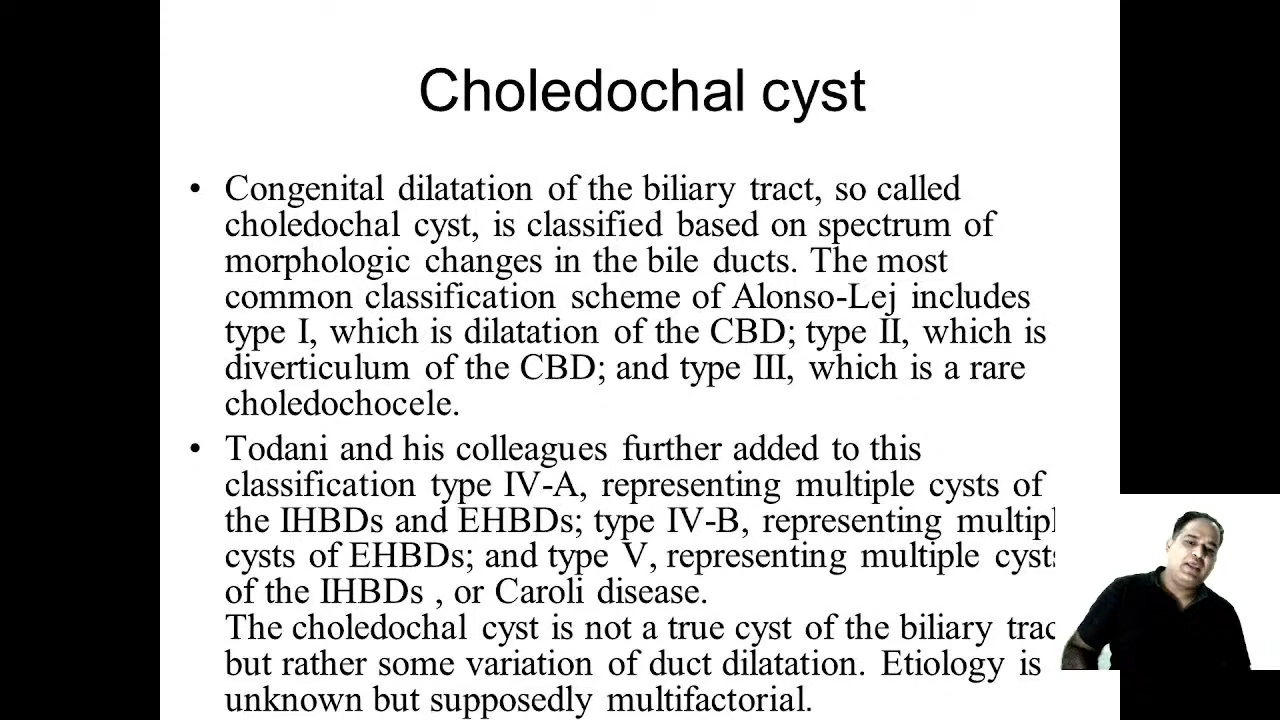 Choledochal cyst
• Congenital dilatation of the biliary tract, so called
choledochal cyst, is classified based on spectrum of
morphologic changes in the bile ducts. The most
common classification scheme of Alonso-Lej includes
type I, which is dilatation of the CBD; type II, which is
diverticulum of the CBD; and type III, which is a rare
choledochocele.
• Todani and his colleagues further added to this
classification type IV-A, representing multiple cysts of
the IHBDs and EHBDs; type IV-B, representing multipl
cysts of EHBDs; and type V, representing multiple cysts
of the IHBDs , or Caroli disease.
The choledochal cyst is not a true cyst of the biliary trac
but rather some variation of duct dilatation. Etiology is
unknown but supposedly multifactorial.